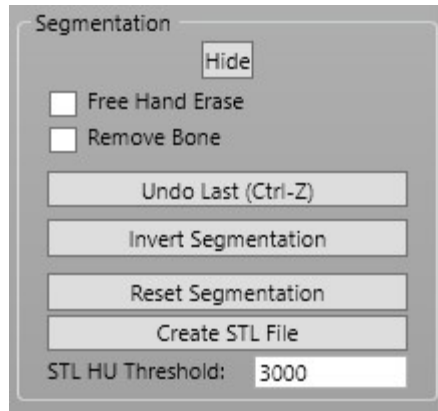 Segmentation
Hide
Free Hand Erase
Remove Bone
Undo Last (Ctrl-Z)
Invert Segmentation
Reset Segmentation
Create STL File
STL HU Threshold: 3000